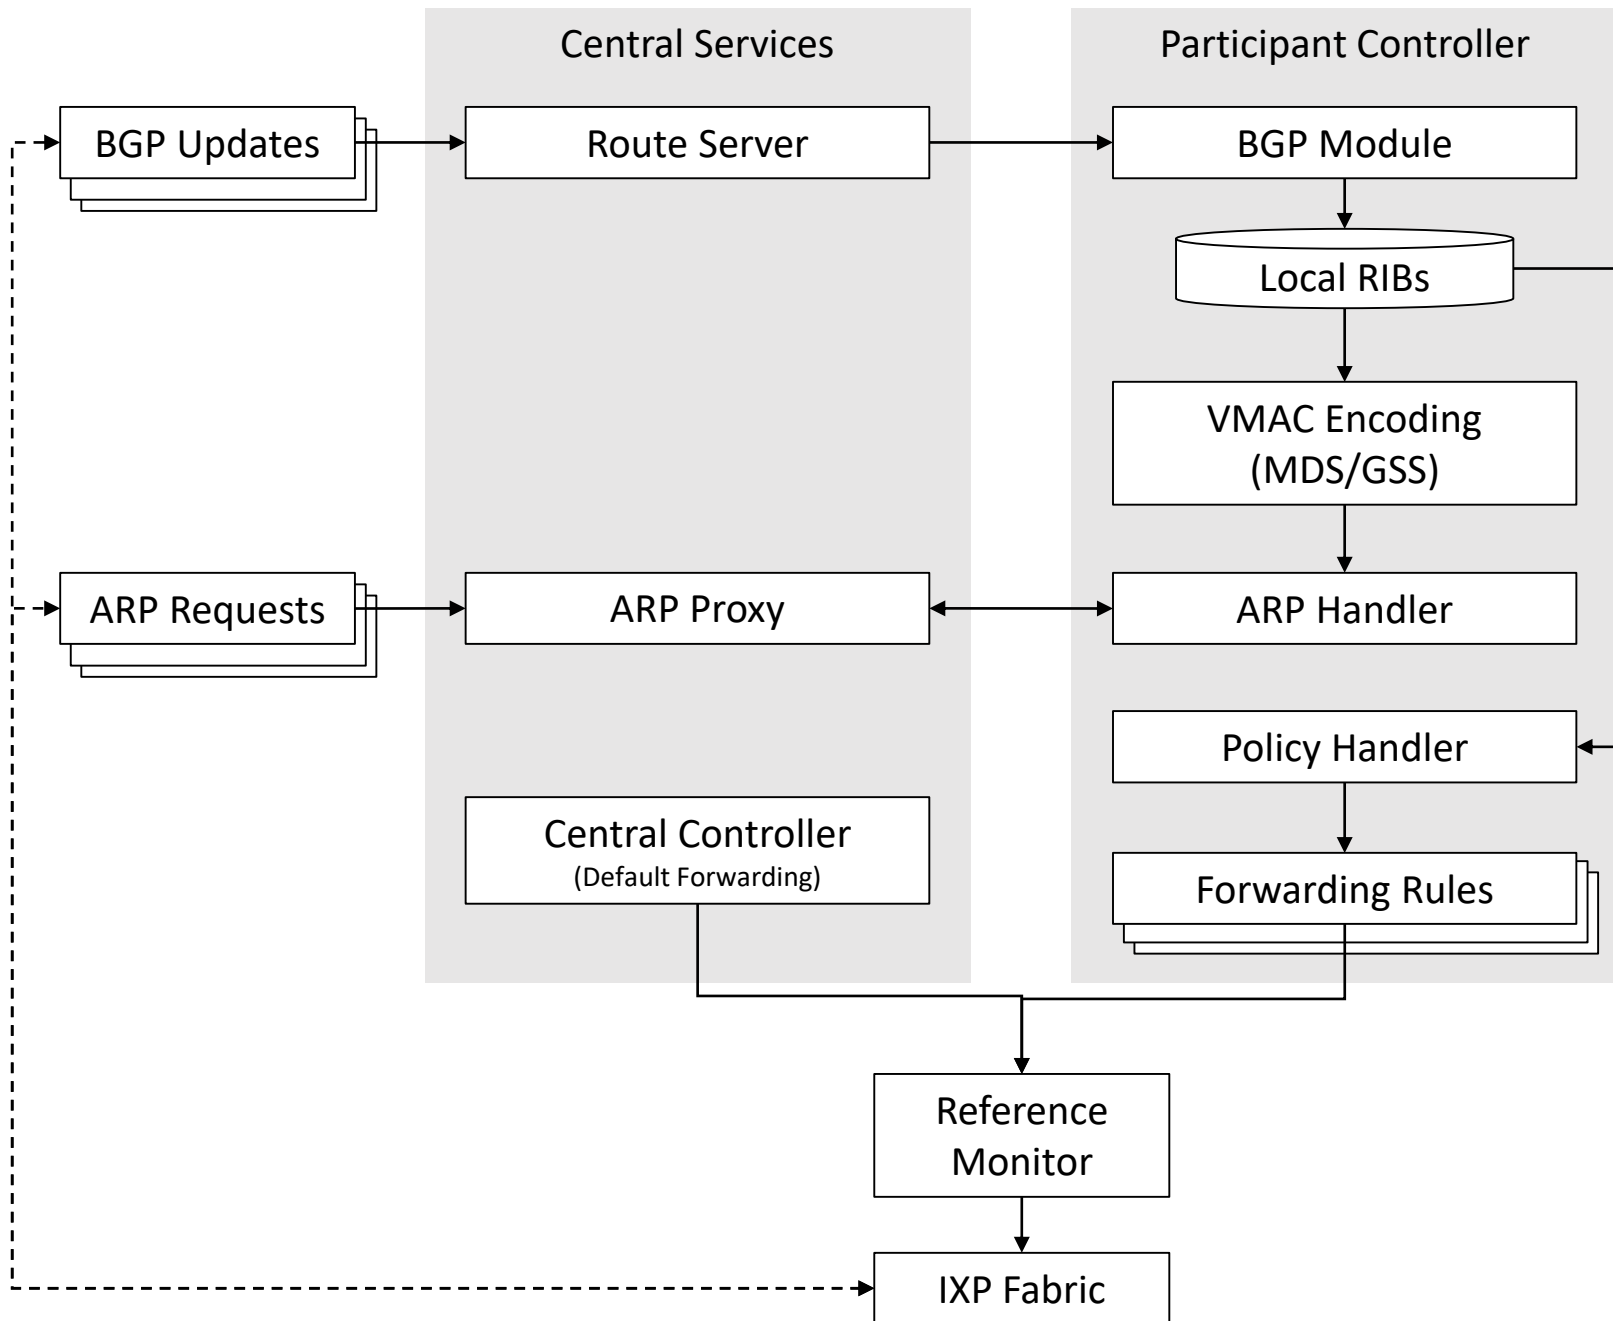 Central Services
Participant Controller
BGP Updates
Route Server
BGP Module
Local RIBs
VMAC Encoding
(MDS/GSS)
ARP Requests
ARP Proxy
ARP Handler
Policy Handler
Central Controller
(Default Forwarding)
Forwarding Rules
Reference
Monitor
IXP Fabric